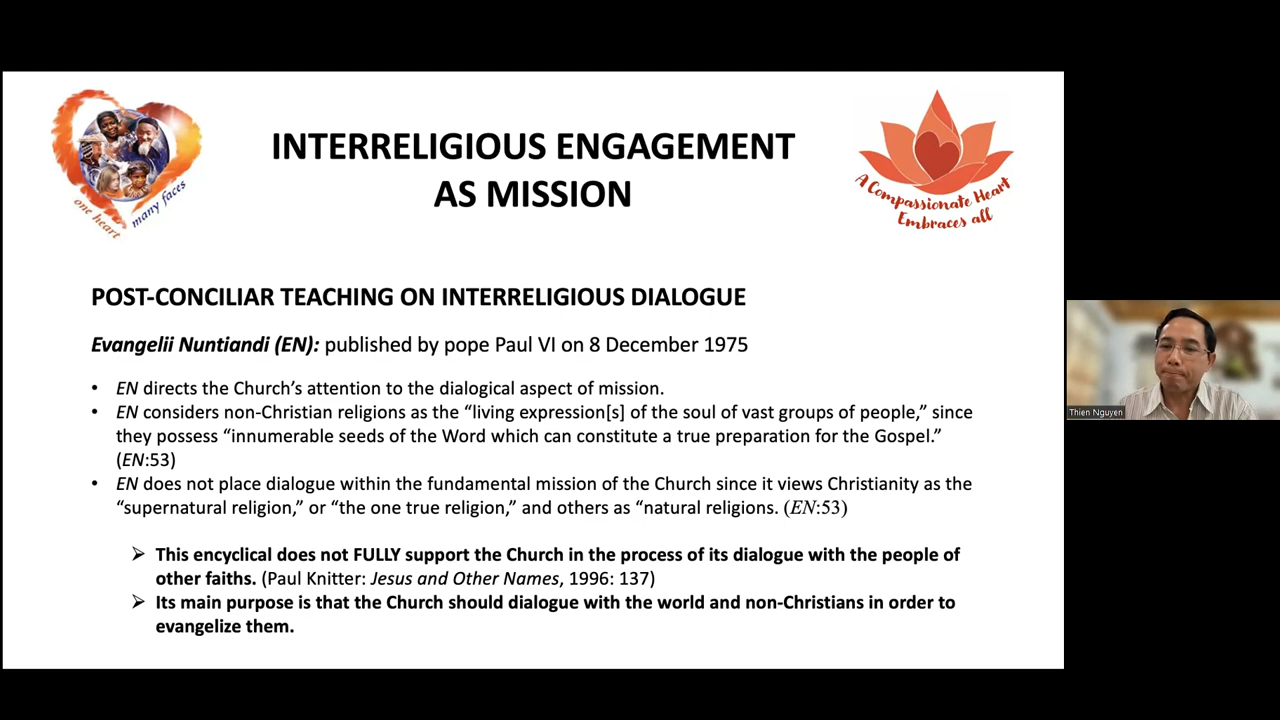 INTERRELIGIOUS ENGAGEMENT
AS MISSION
one heart many faces
A Compassionate Heart
Embraces all
POST-CONCILIAR TEACHING ON INTERRELIGIOUS DIALOGUE
Evangelii Nuntiandi (EN): published by pope Paul VI on 8 December 1975
• EN directs the Church's attention to the dialogical aspect of mission.
• EN considers non-Christian religions as the “living expression[s] of the soul of vast groups of people,” since
they possess “innumerable seeds of the Word which can constitute a true preparation for the Gospel.”
(EN:53)
• EN does not place dialogue within the fundamental mission of the Church since it views Christianity as the
“supernatural religion,” or “the one true religion,” and others as “natural religions. (EN:53)
➢ This encyclical does not FULLY support the Church in the process of its dialogue with the people of
other faiths. (Paul Knitter: Jesus and Other Names, 1996: 137)
➢ Its main purpose is that the Church should dialogue with the world and non-Christians in order to
evangelize them.
Thien Nguyen